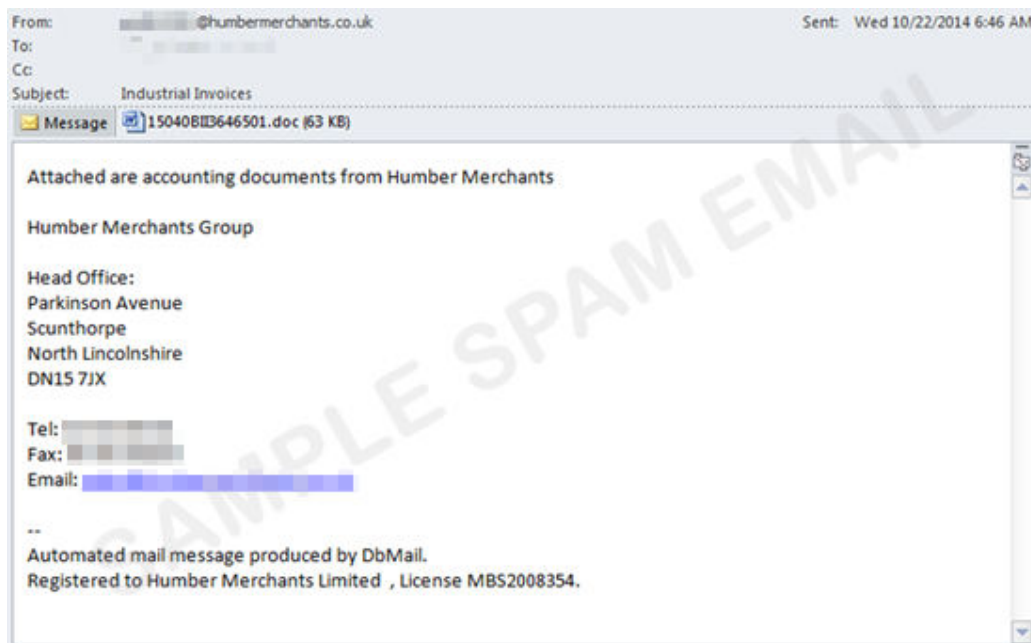 From: @humbermerchants.co.uk Sent: Wed 10/22/2014 6:46 AM
To:
Cc:
Subject: Industrial Invoices
Message 15040BII3646501.doc (63 KB)
Attached are accounting documents from Humber Merchants
Humber Merchants Group
Head Office:
Parkinson Avenue
Scunthorpe
North Lincolnshire
DN15 7JX
Tel:
Fax:
Email:
--
Automated mail message produced by DbMail.
Registered to Humber Merchants Limited , License MBS2008354.
SAMPLE SPAM EMAIL